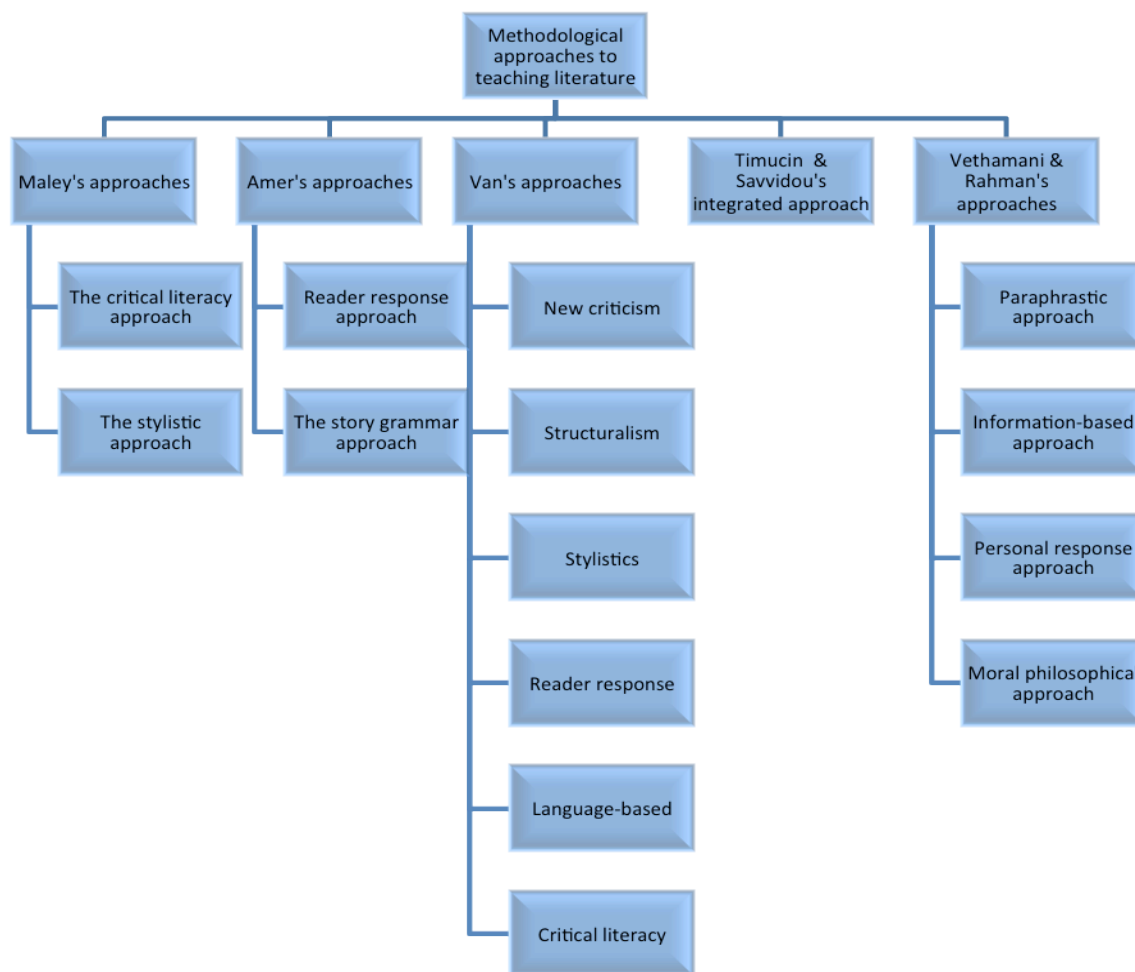 Methodological
approaches to
teaching literature
Maley's approaches
The critical literacy
approach
The stylistic
approach
Amer's approaches
Reader response
approach
The story grammar
approach
Van's approaches
New criticism
Structuralism
Stylistics
Reader response
Language-based
Critical literacy
Timucin &
Savvidou's
integrated approach
Vethamani &
Rahman's
approaches
Paraphrastic
approach
Information-based
approach
Personal response
approach
Moral philosophical
approach